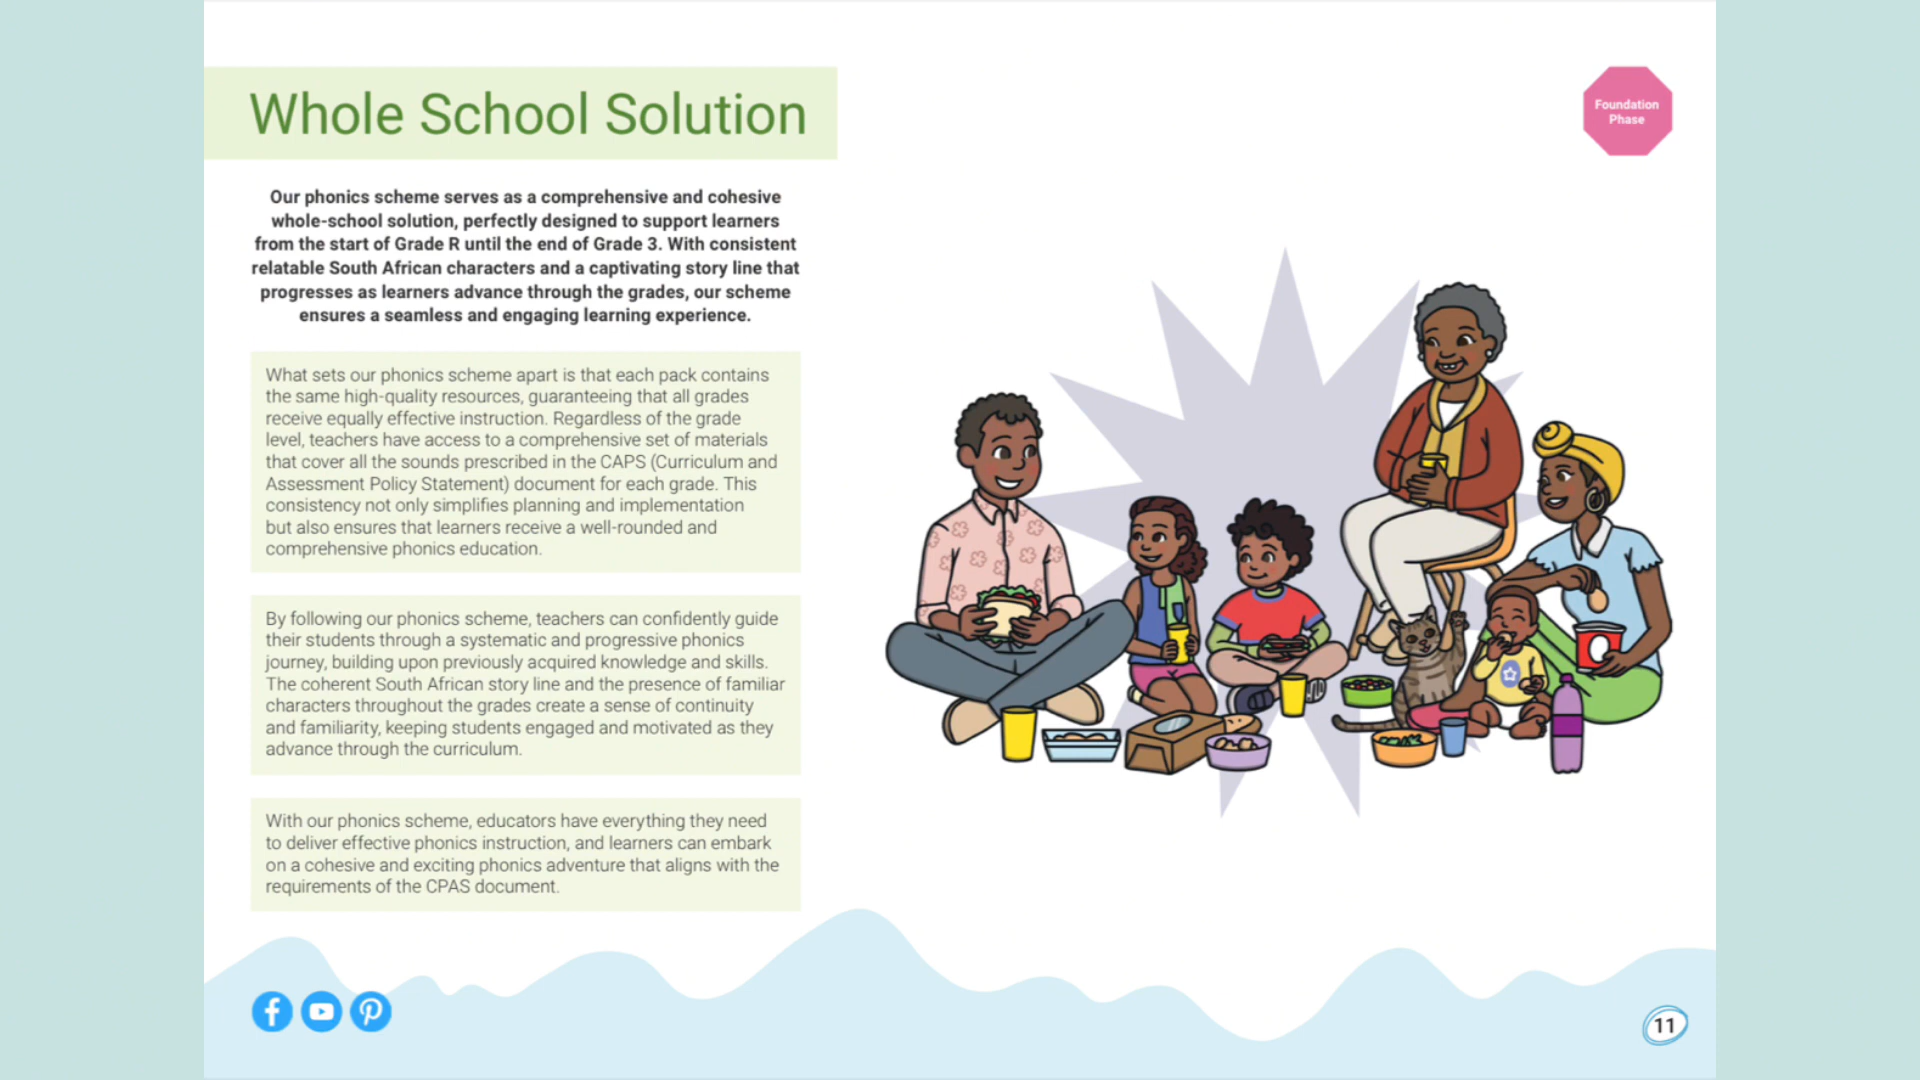 Whole School Solution
Foundation
Phase
Our phonics scheme serves as a comprehensive and cohesive
whole-school solution, perfectly designed to support learners
from the start of Grade R until the end of Grade 3. With consistent
relatable South African characters and a captivating story line that
progresses as learners advance through the grades, our scheme
ensures a seamless and engaging learning experience.
What sets our phonics scheme apart is that each pack contains
the same high-quality resources, guaranteeing that all grades
receive equally effective instruction. Regardless of the grade
level, teachers have access to a comprehensive set of materials
that cover all the sounds prescribed in the CAPS (Curriculum and
Assessment Policy Statement) document for each grade. This
consistency not only simplifies planning and implementation
but also ensures that learners receive a well-rounded and
comprehensive phonics education.
By following our phonics scheme, teachers can confidently guide
their students through a systematic and progressive phonics
journey, building upon previously acquired knowledge and skills.
The coherent South African story line and the presence of familiar
characters throughout the grades create a sense of continuity
and familiarity, keeping students engaged and motivated as they
advance through the curriculum.
With our phonics scheme, educators have everything they need
to deliver effective phonics instruction, and learners can embark
on a cohesive and exciting phonics adventure that aligns with the
requirements of the CPAS document.
11